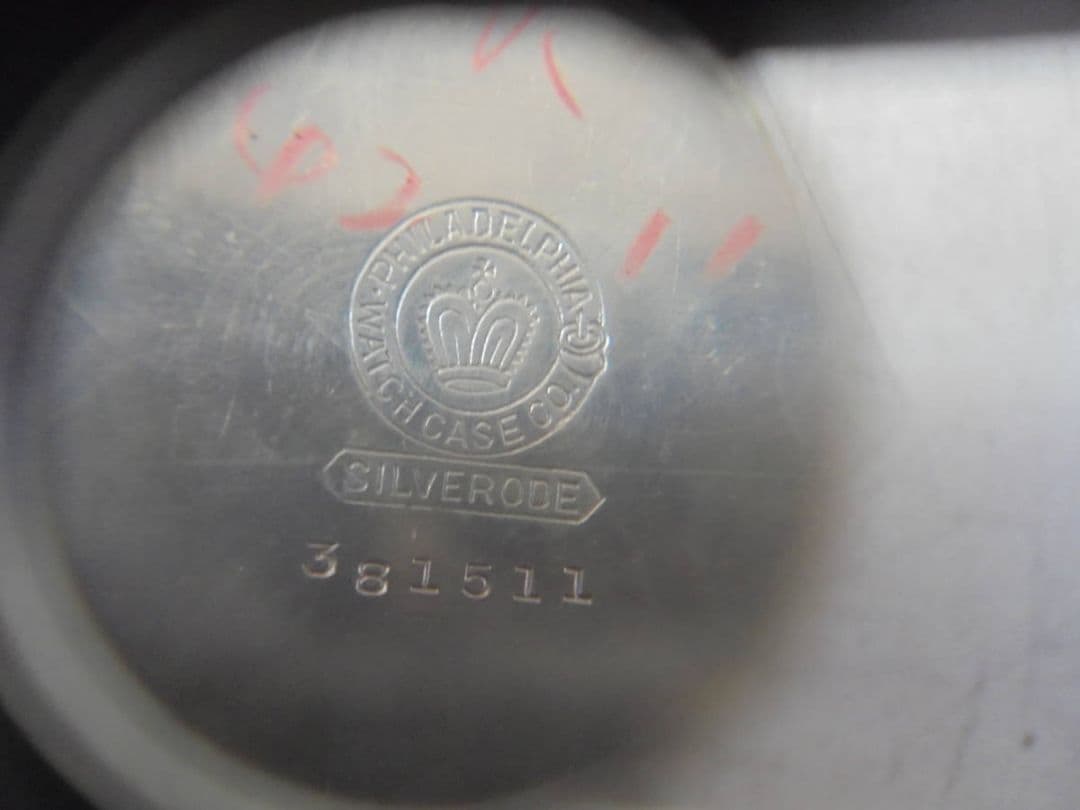 PHILADELPHIA
WATCH CASE CO.
SILVERODE
381511